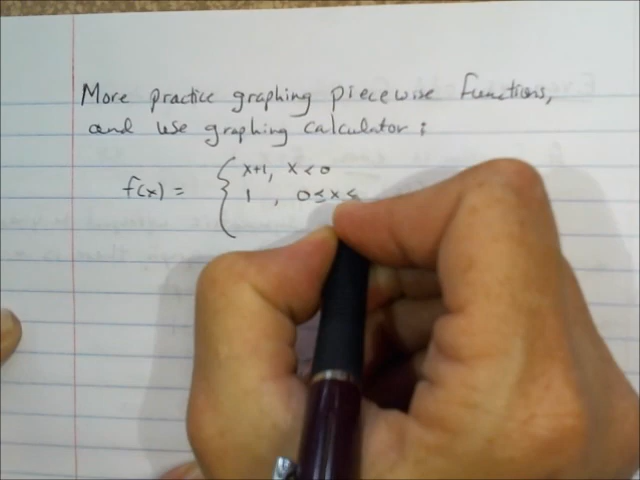 More practice graphing piecewise functions,
and use graphing calculator:
f(x) = { x+1, x<0
1 , 0≤x≤